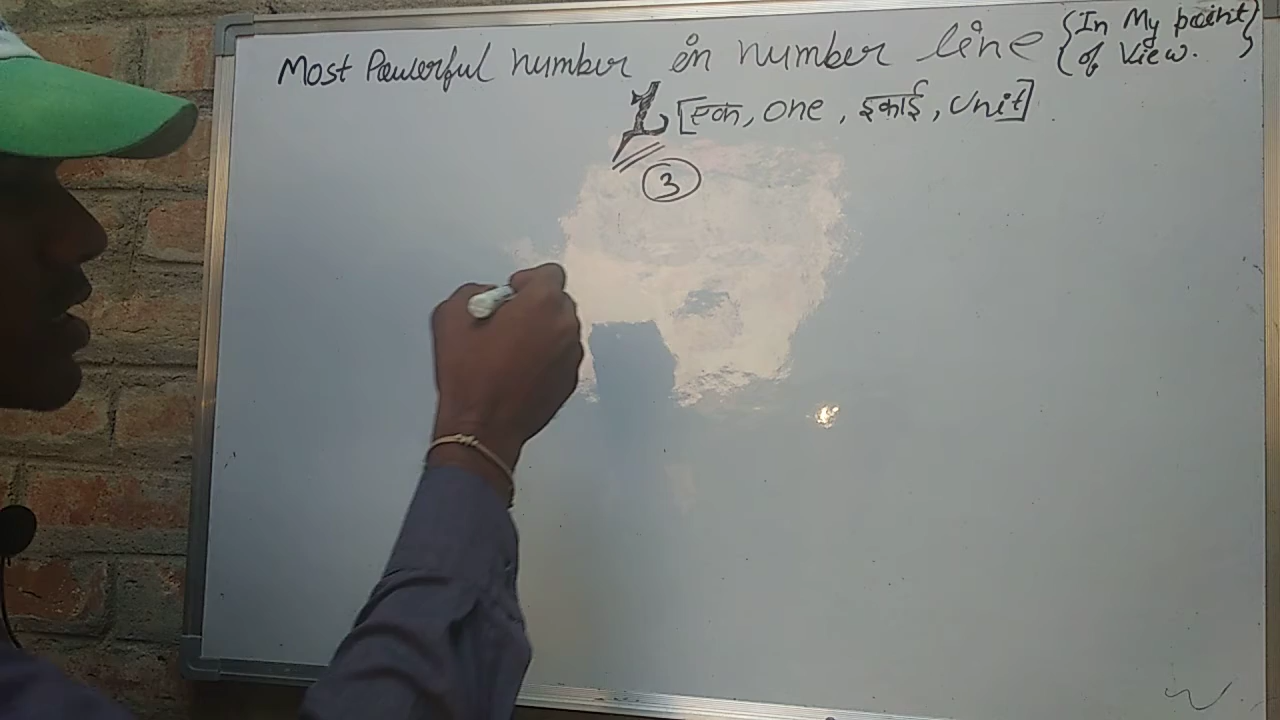 Most Powerful number in number line {In My point of view.}
1 [एक, one, इकाई, Unit]
3